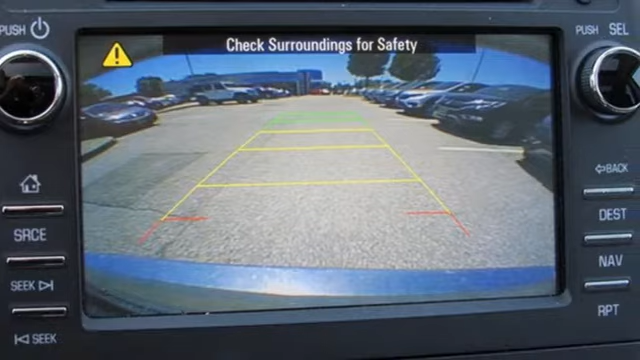 PUSH
Check Surroundings for Safety
PUSH SEL
BACK
SRCE
DEST
SEEK
NAV
SEEK
RPT